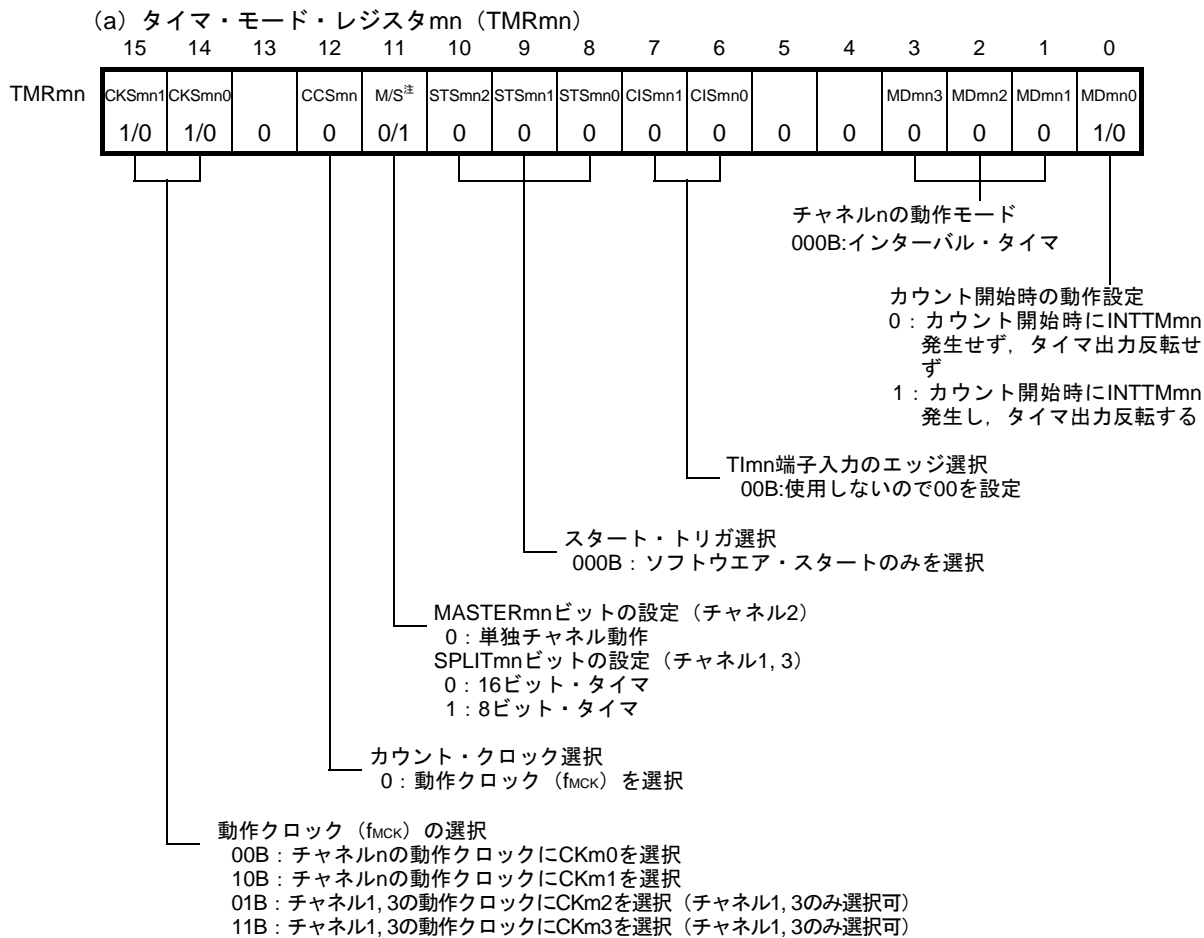 (a) タイマ・モード・レジスタmn(TMRmn)
15 14 13 12 11 10 9 8 7 6 5 4 3 2 1 0
TMRmn CKSmn1 CKSmn0 CCSmn M/S注 STSmn2 STSmn1 STSmn0 CISmn1 CISmn0 MDmn3 MDmn2 MDmn1 MDmn0
1/0 1/0 0 0 0/1 0 0 0 0 0 0 0 0 0 0 1/0
チャネルnの動作モード
000B:インターバル・タイマ
カウント開始時の動作設定
0:カウント開始時にINTTMmn
発生せず,タイマ出力反転せ
ず
1:カウント開始時にINTTMmn
発生し,タイマ出力反転する
TImn端子入力のエッジ選択
00B:使用しないので00を設定
スタート・トリガ選択
000B:ソフトウエア・スタートのみを選択
MASTERmnビットの設定(チャネル2)
0:単独チャネル動作
SPLITmnビットの設定(チャネル1, 3)
0:16ビット・タイマ
1:8ビット・タイマ
カウント・クロック選択
0:動作クロック(fMCK)を選択
動作クロック(fMCK)の選択
00B:チャネルnの動作クロックにCKm0を選択
10B:チャネルnの動作クロックにCKm1を選択
01B:チャネル1, 3の動作クロックにCKm2を選択(チャネル1, 3のみ選択可)
11B:チャネル1, 3の動作クロックにCKm3を選択(チャネル1, 3のみ選択可)